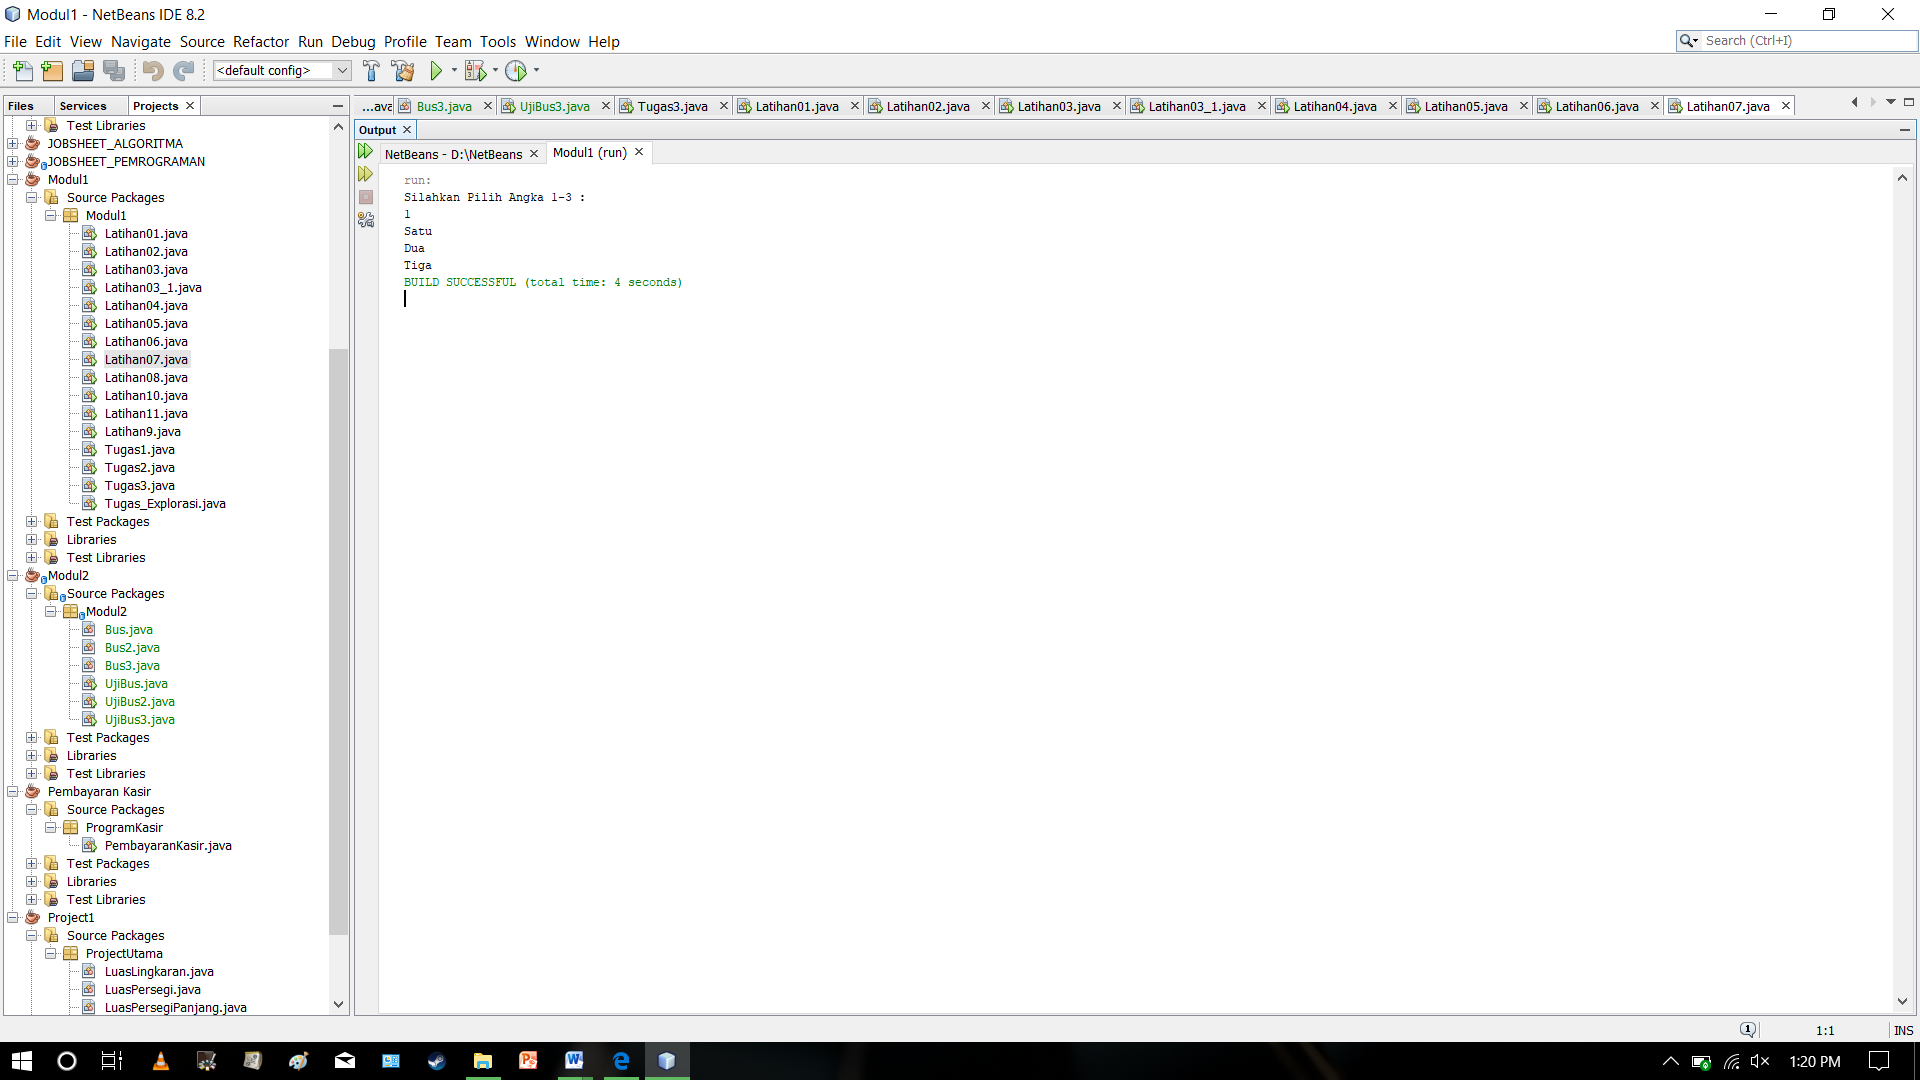 Modul1 - NetBeans IDE 8.2
File Edit View Navigate Source Refactor Run Debug Profile Team Tools Window Help
Search (Ctrl+I)
<default config>
Files Services Projects
...ava Bus3.java UjiBus3.java Tugas3.java Latihan01.java Latihan02.java Latihan03.java Latihan03_1.java Latihan04.java Latihan05.java Latihan06.java Latihan07.java
Test Libraries
JOBSHEET_ALGORITMA
JOBSHEET_PEMROGRAMAN
Modul1
Source Packages
Modul1
Latihan01.java
Latihan02.java
Latihan03.java
Latihan03_1.java
Latihan04.java
Latihan05.java
Latihan06.java
Latihan07.java
Latihan08.java
Latihan10.java
Latihan11.java
Latihan9.java
Tugas1.java
Tugas2.java
Tugas3.java
Tugas_Explorasi.java
Test Packages
Libraries
Test Libraries
Modul2
Source Packages
Modul2
Bus.java
Bus2.java
Bus3.java
UjiBus.java
UjiBus2.java
UjiBus3.java
Test Packages
Libraries
Test Libraries
Pembayaran Kasir
Source Packages
ProgramKasir
PembayaranKasir.java
Test Packages
Libraries
Test Libraries
Project1
Source Packages
ProjectUtama
LuasLingkaran.java
LuasPersegi.java
LuasPersegiPanjang.java
Output
NetBeans - D:\NetBeans Modul1 (run)
run:
Silahkan Pilih Angka 1-3 :
1
Satu
Dua
Tiga
BUILD SUCCESSFUL (total time: 4 seconds)
1:1 INS
1:20 PM